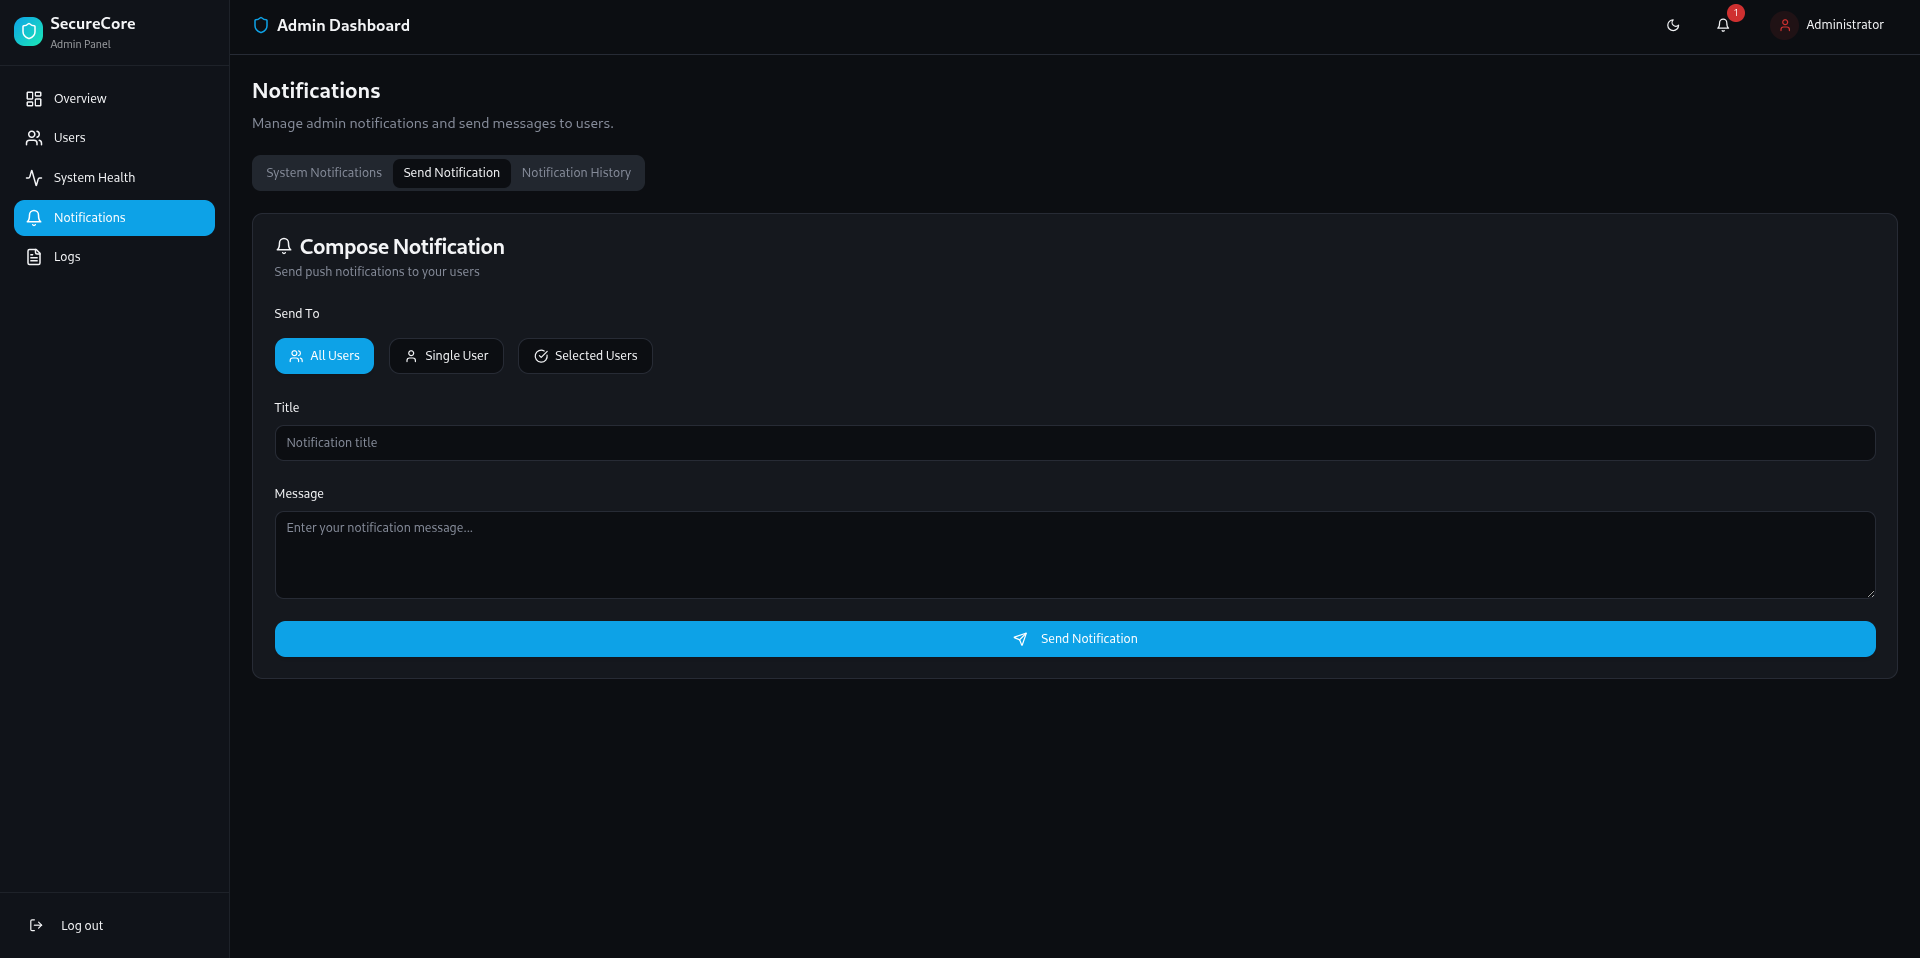 SecureCore
Admin Panel
Overview
Users
System Health
Notifications
Logs
Log out
Admin Dashboard
1
Administrator
Notifications
Manage admin notifications and send messages to users.
System Notifications Send Notification Notification History
Compose Notification
Send push notifications to your users
Send To
All Users Single User Selected Users
Title
Notification title
Message
Enter your notification message...
Send Notification